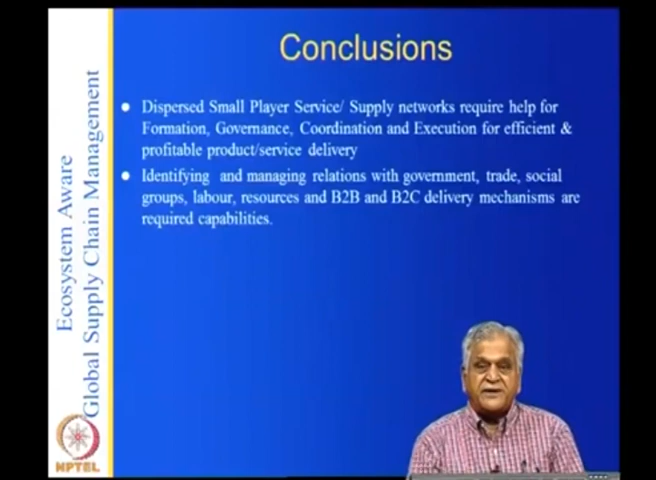 Conclusions
Dispersed Small Player Service/ Supply networks require help for
Formation, Governance, Coordination and Execution for efficient &
profitable product/service delivery
Identifying and managing relations with government, trade, social
groups, labour, resources and B2B and B2C delivery mechanisms are
required capabilities.
Ecosystem Aware
Global Supply Chain Management
NPTEL